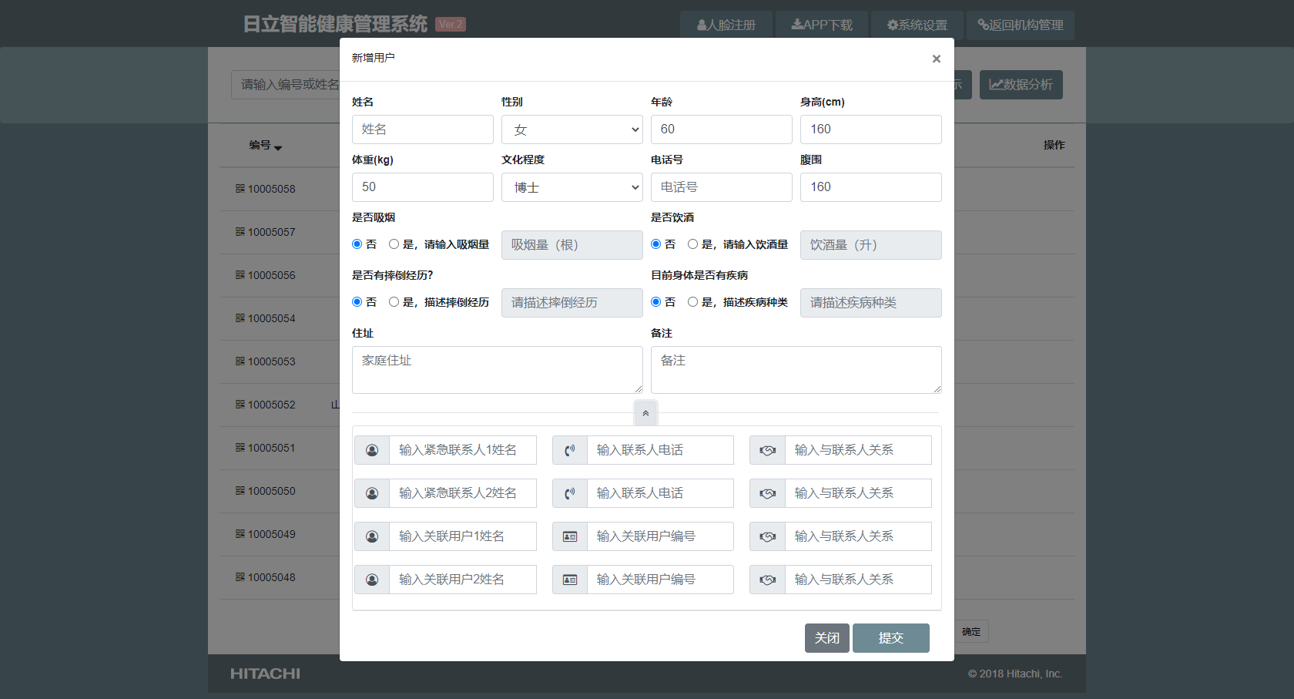 日立智能健康管理系统 Ver.2 人脸注册 APP下载 系统设置 返回机构管理
新增用户 ×
请输入编号或姓名 示 数据分析
姓名 性别 年龄 身高(cm)
姓名 女 60 160
编号 操作
体重(kg) 文化程度 电话号 腹围
50 博士 电话号 160
10005058
是否吸烟 是否饮酒
10005057
否 是，请输入吸烟量 吸烟量（根） 否 是，请输入饮酒量 饮酒量（升）
10005056
是否有摔倒经历? 目前身体是否有疾病
否 是，描述摔倒经历 请描述摔倒经历 否 是，描述疾病种类 请描述疾病种类
10005054
住址 备注
家庭住址 备注
10005053
10005052 山
10005051
输入紧急联系人1姓名 输入联系人电话 输入与联系人关系
10005050
输入紧急联系人2姓名 输入联系人电话 输入与联系人关系
10005049
输入关联用户1姓名 输入关联用户编号 输入与联系人关系
10005048
输入关联用户2姓名 输入关联用户编号 输入与联系人关系
关闭 提交 确定
HITACHI © 2018 Hitachi, Inc.